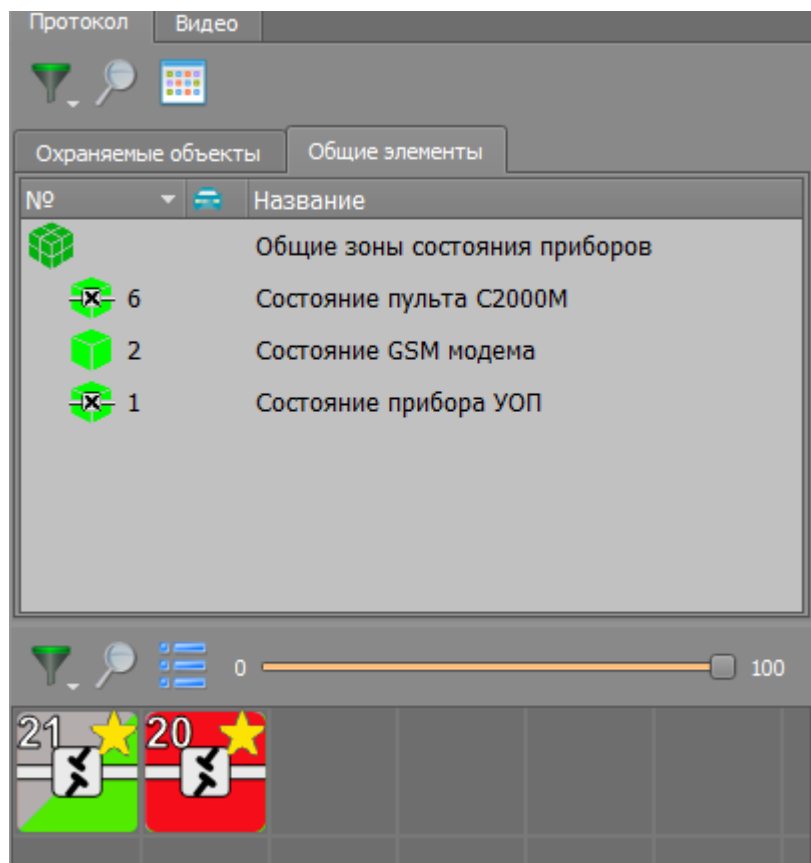 Протокол Видео
Охраняемые объекты Общие элементы
№ Название
Общие зоны состояния приборов
6 Состояние пульта С2000М
2 Состояние GSM модема
1 Состояние прибора УОП
0 100
21 20